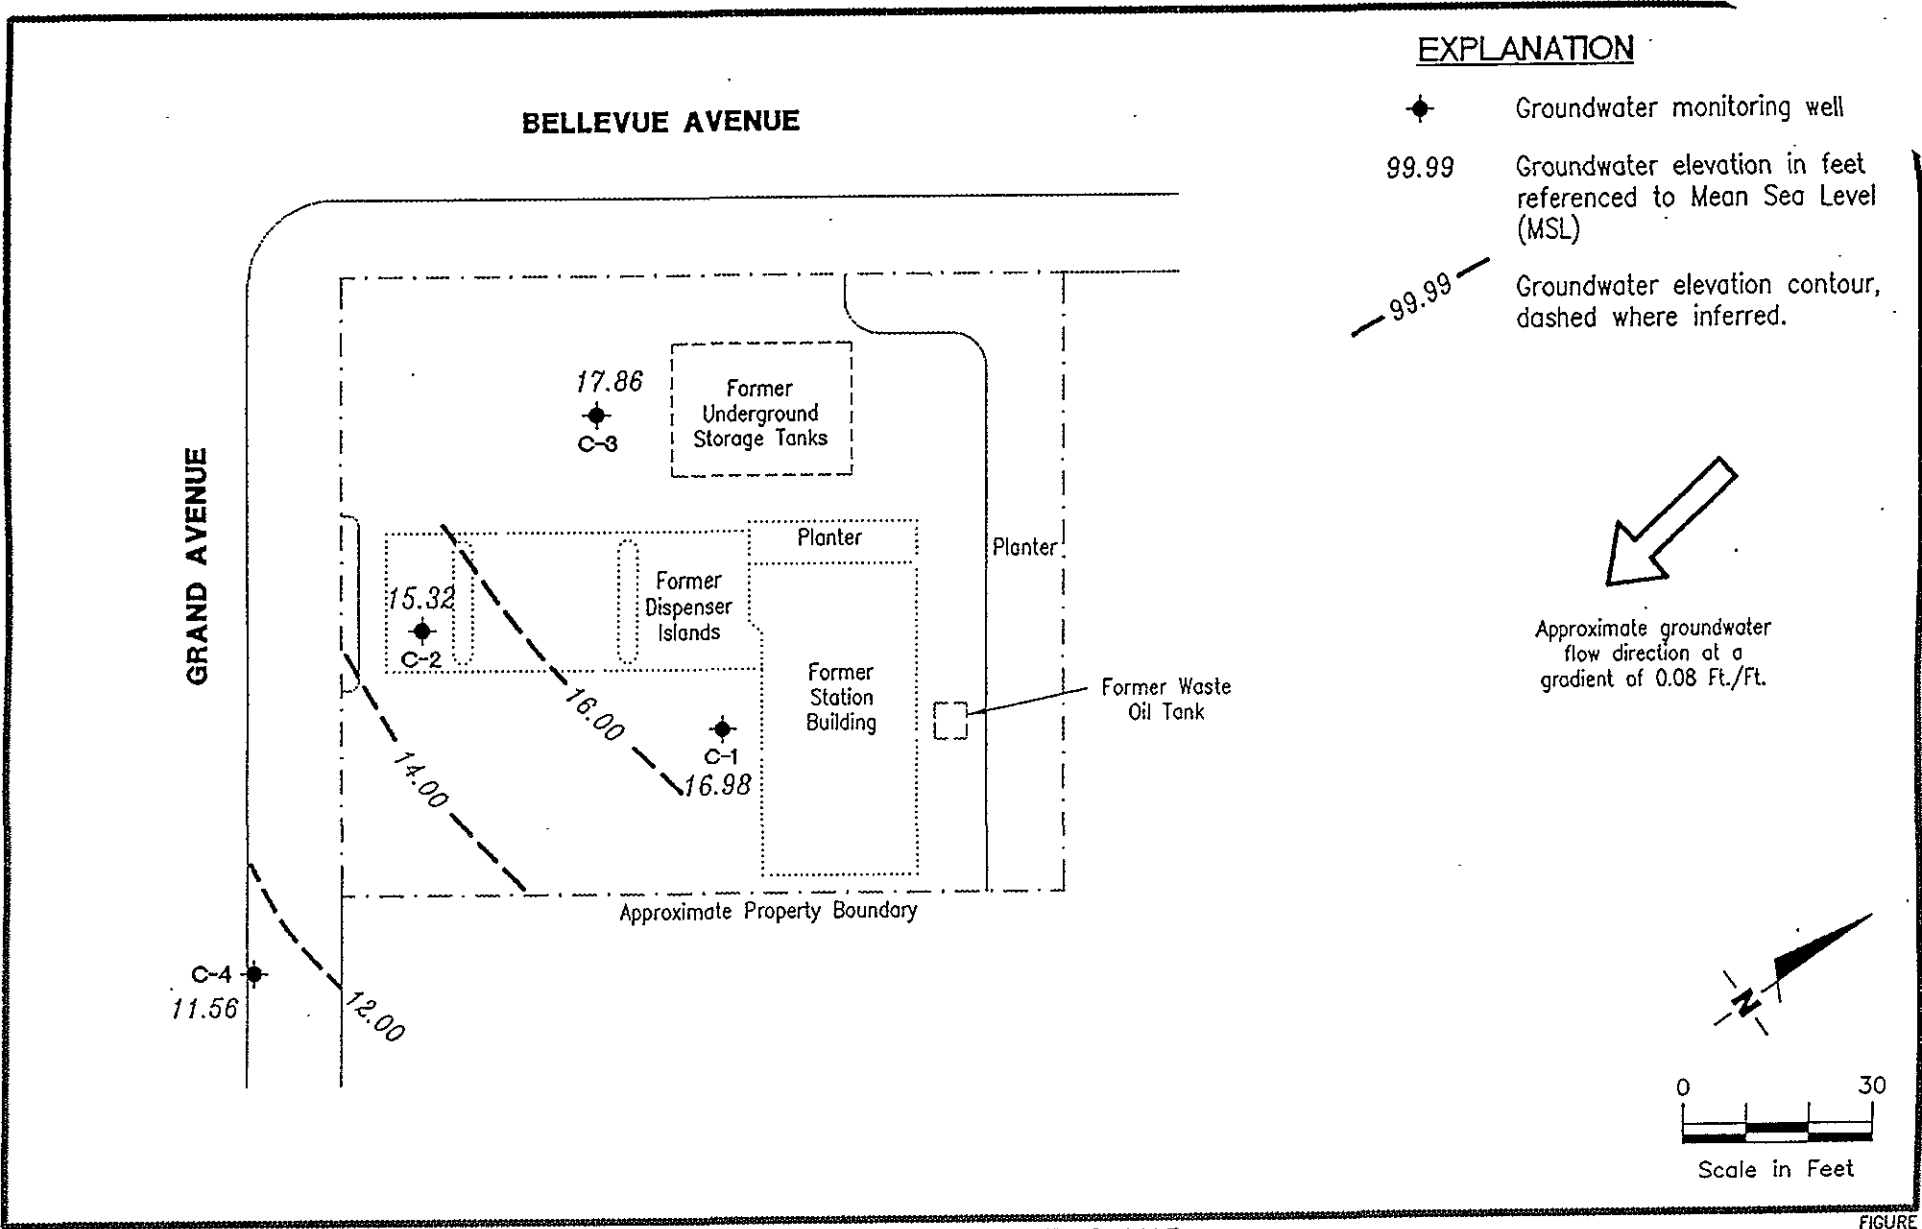 EXPLANATION
Groundwater monitoring well
99.99
Groundwater elevation in feet
referenced to Mean Sea Level
(MSL)
99.99
Groundwater elevation contour,
dashed where inferred.
BELLEVUE AVENUE
GRAND AVENUE
17.86
C-3
Former
Underground
Storage Tanks
Planter
Planter
15.32
C-2
Former
Dispenser
Islands
Former
Station
Building
16.00
C-1
16.98
14.00
Former Waste
Oil Tank
Approximate Property Boundary
C-4
11.56
12.00
Approximate groundwater
flow direction at a
gradient of 0.08 Ft./Ft.
N
0 30
Scale in Feet
FIGURE